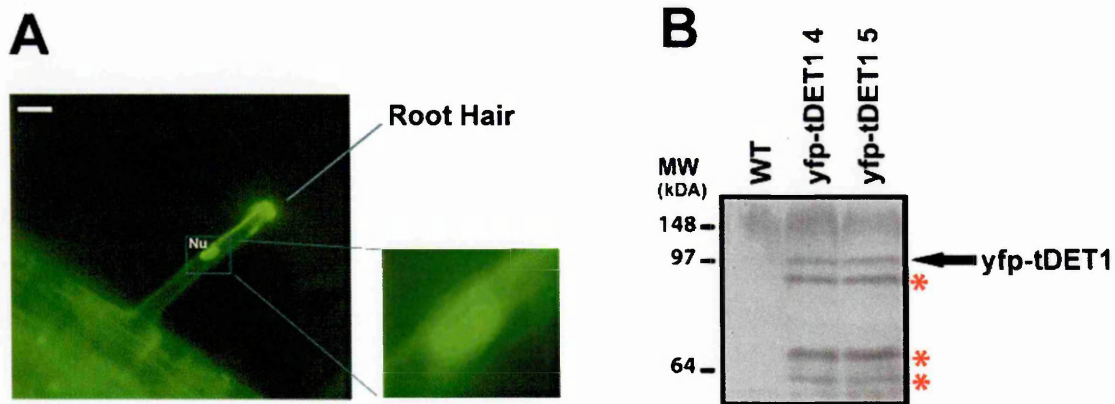 A
Root Hair
Nu
B
WT
yfp-tDET1 4
yfp-tDET1 5
MW
(kDA)
148
97
64
yfp-tDET1
*
*
*